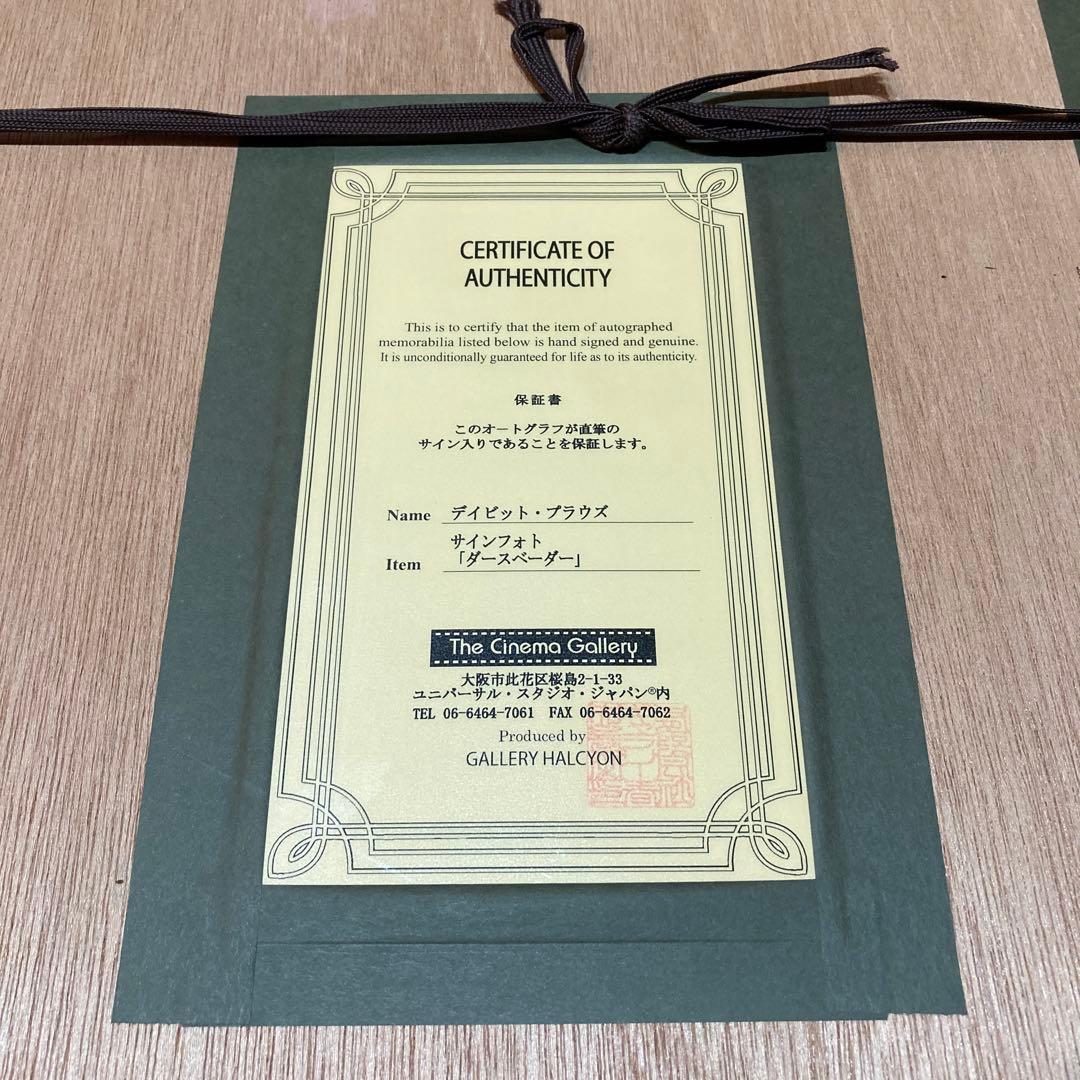 CERTIFICATE OF
AUTHENTICITY
This is to certify that the item of autographed
memorabilia listed below is hand signed and genuine.
It is unconditionally guaranteed for life as to its authenticity.
保証書
このオートグラフが直筆の
サイン入りであることを保証します。
Name デイビット・プラウズ
サインフォト
Item 「ダースベーダー」
The Cinema Gallery
大阪市此花区桜島2-1-33
ユニバーサル・スタジオ・ジャパン®内
TEL 06-6464-7061 FAX 06-6464-7062
Produced by
GALLERY HALCYON